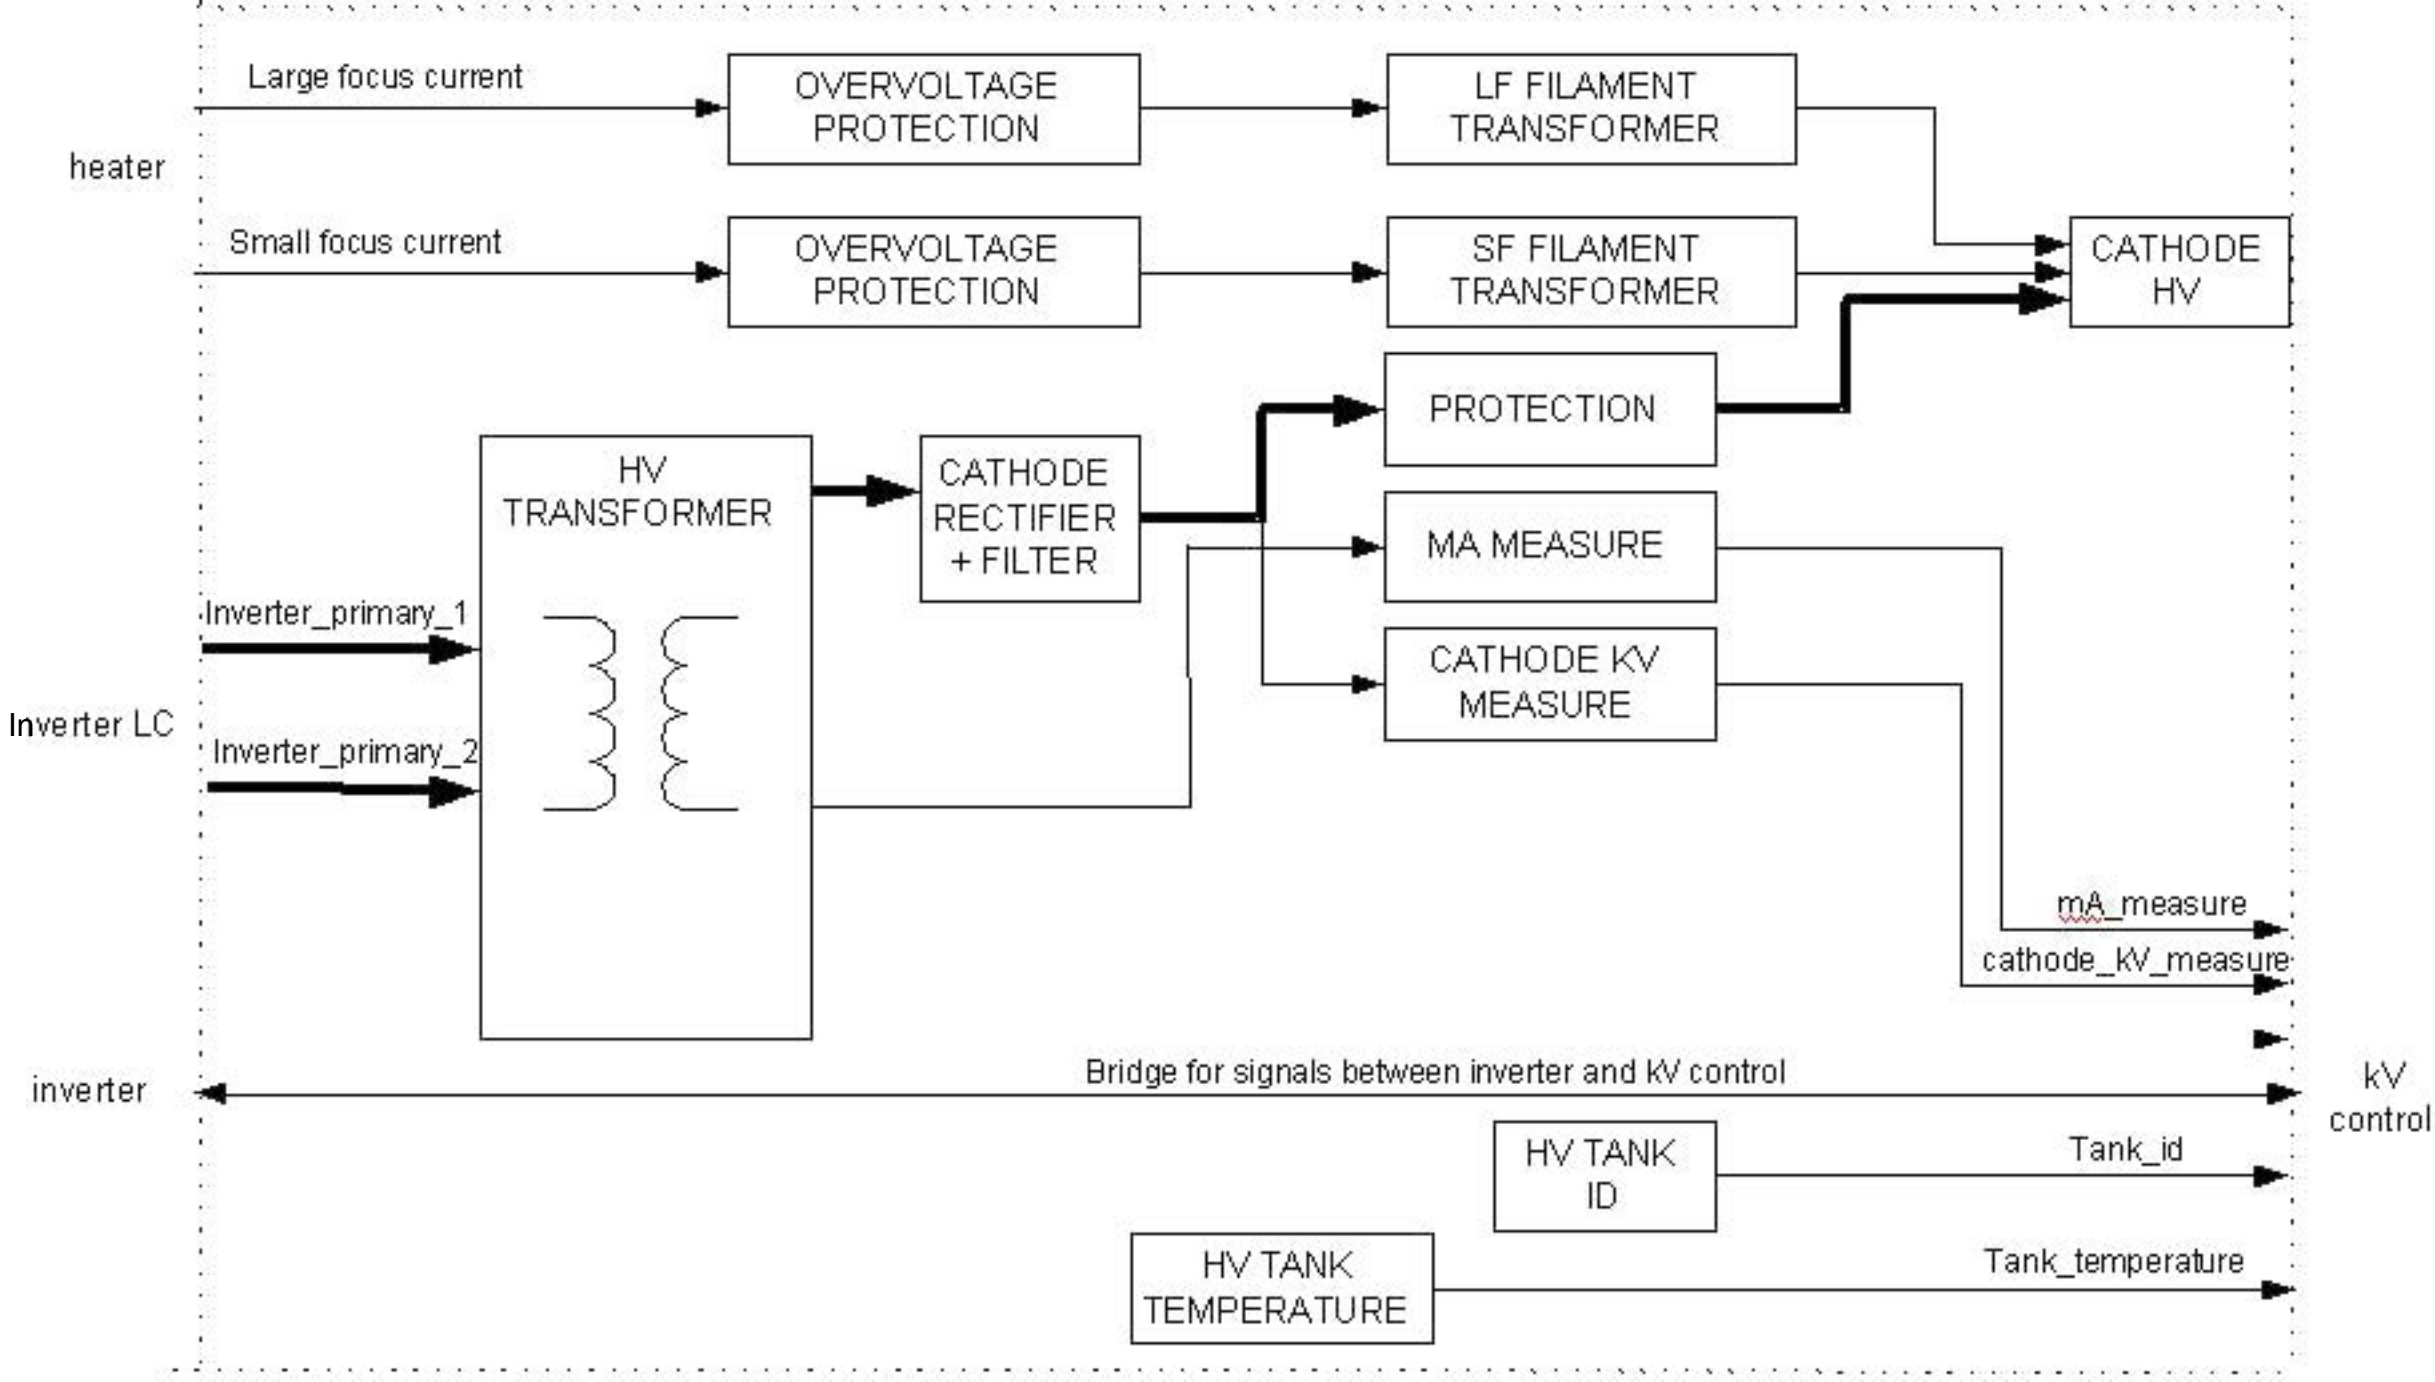 Large focus current
OVERVOLTAGE
PROTECTION
LF FILAMENT
TRANSFORMER
heater
Small focus current
OVERVOLTAGE
PROTECTION
SF FILAMENT
TRANSFORMER
CATHODE
HV
PROTECTION
HV
TRANSFORMER
CATHODE
RECTIFIER
+ FILTER
MA MEASURE
Inverter_primary_1
CATHODE KV
MEASURE
Inverter LC
Inverter_primary_2
mA_measure
cathode_kV_measure
Bridge for signals between inverter and kV control
inverter
kV
control
HV TANK
ID
Tank_id
HV TANK
TEMPERATURE
Tank_temperature